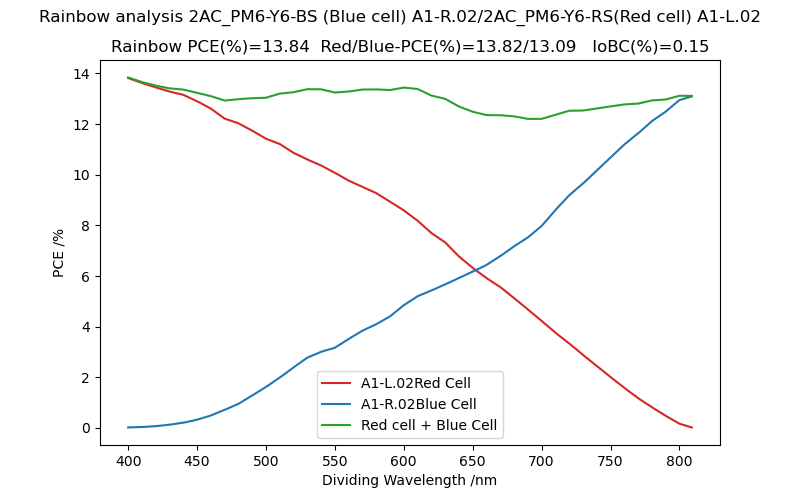 Rainbow analysis 2AC_PM6-Y6-BS (Blue cell) A1-R.02/2AC_PM6-Y6-RS(Red cell) A1-L.02
Rainbow PCE(%)=13.84  Red/Blue-PCE(%)=13.82/13.09   IoBC(%)=0.15
PCE /%
14
12
10
8
6
4
2
0
A1-L.02Red Cell
A1-R.02Blue Cell
Red cell + Blue Cell
400 450 500 550 600 650 700 750 800
Dividing Wavelength /nm